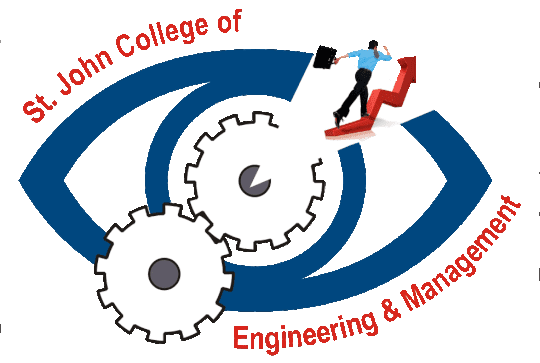 St. John College of
Engineering & Management